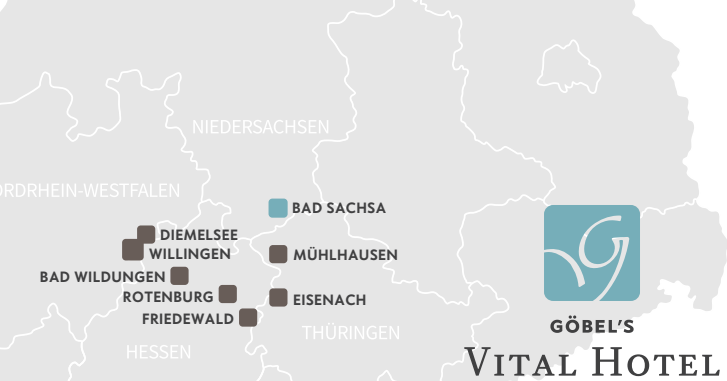 NIEDERSACHSEN
ORDRHEIN-WESTFALEN
BAD SACHSA
DIEMELSEE
WILLINGEN
MÜHLHAUSEN
BAD WILDUNGEN
ROTENBURG
EISENACH
FRIEDEWALD
THÜRINGEN
HESSEN
G
GÖBEL'S
VITAL HOTEL